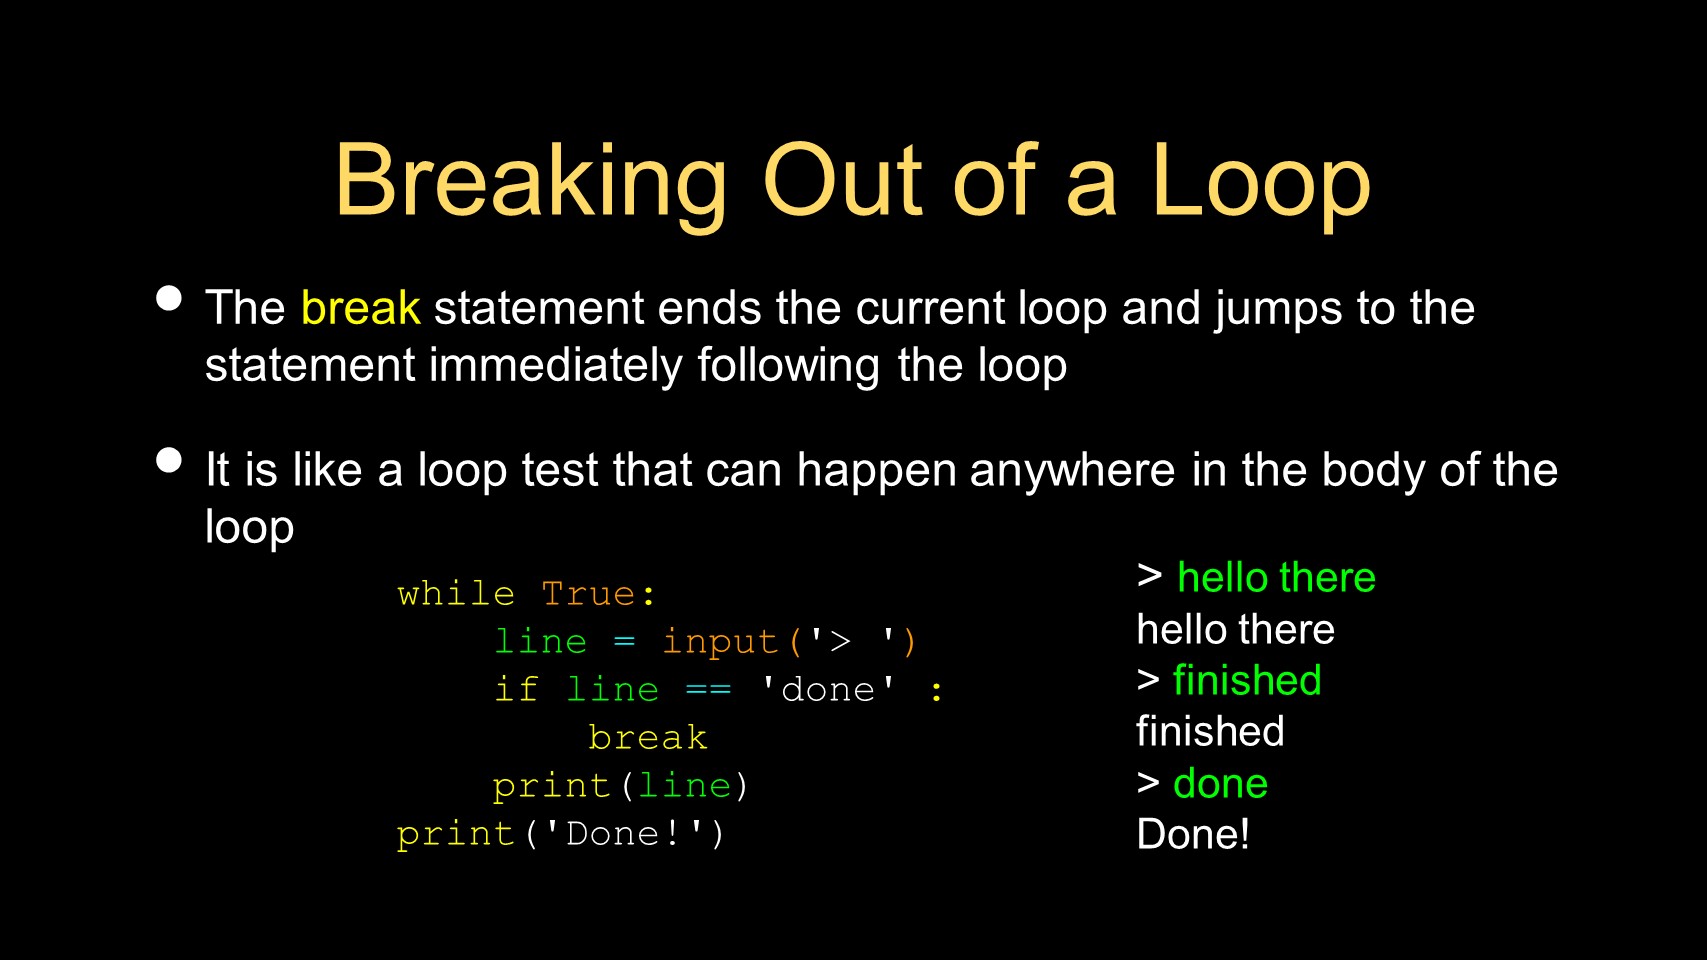 Breaking Out of a Loop
• The break statement ends the current loop and jumps to the
statement immediately following the loop
• It is like a loop test that can happen anywhere in the body of the
loop
while True:
    line = input('> ')
    if line == 'done' :
        break
    print(line)
print('Done!')
> hello there
hello there
> finished
finished
> done
Done!